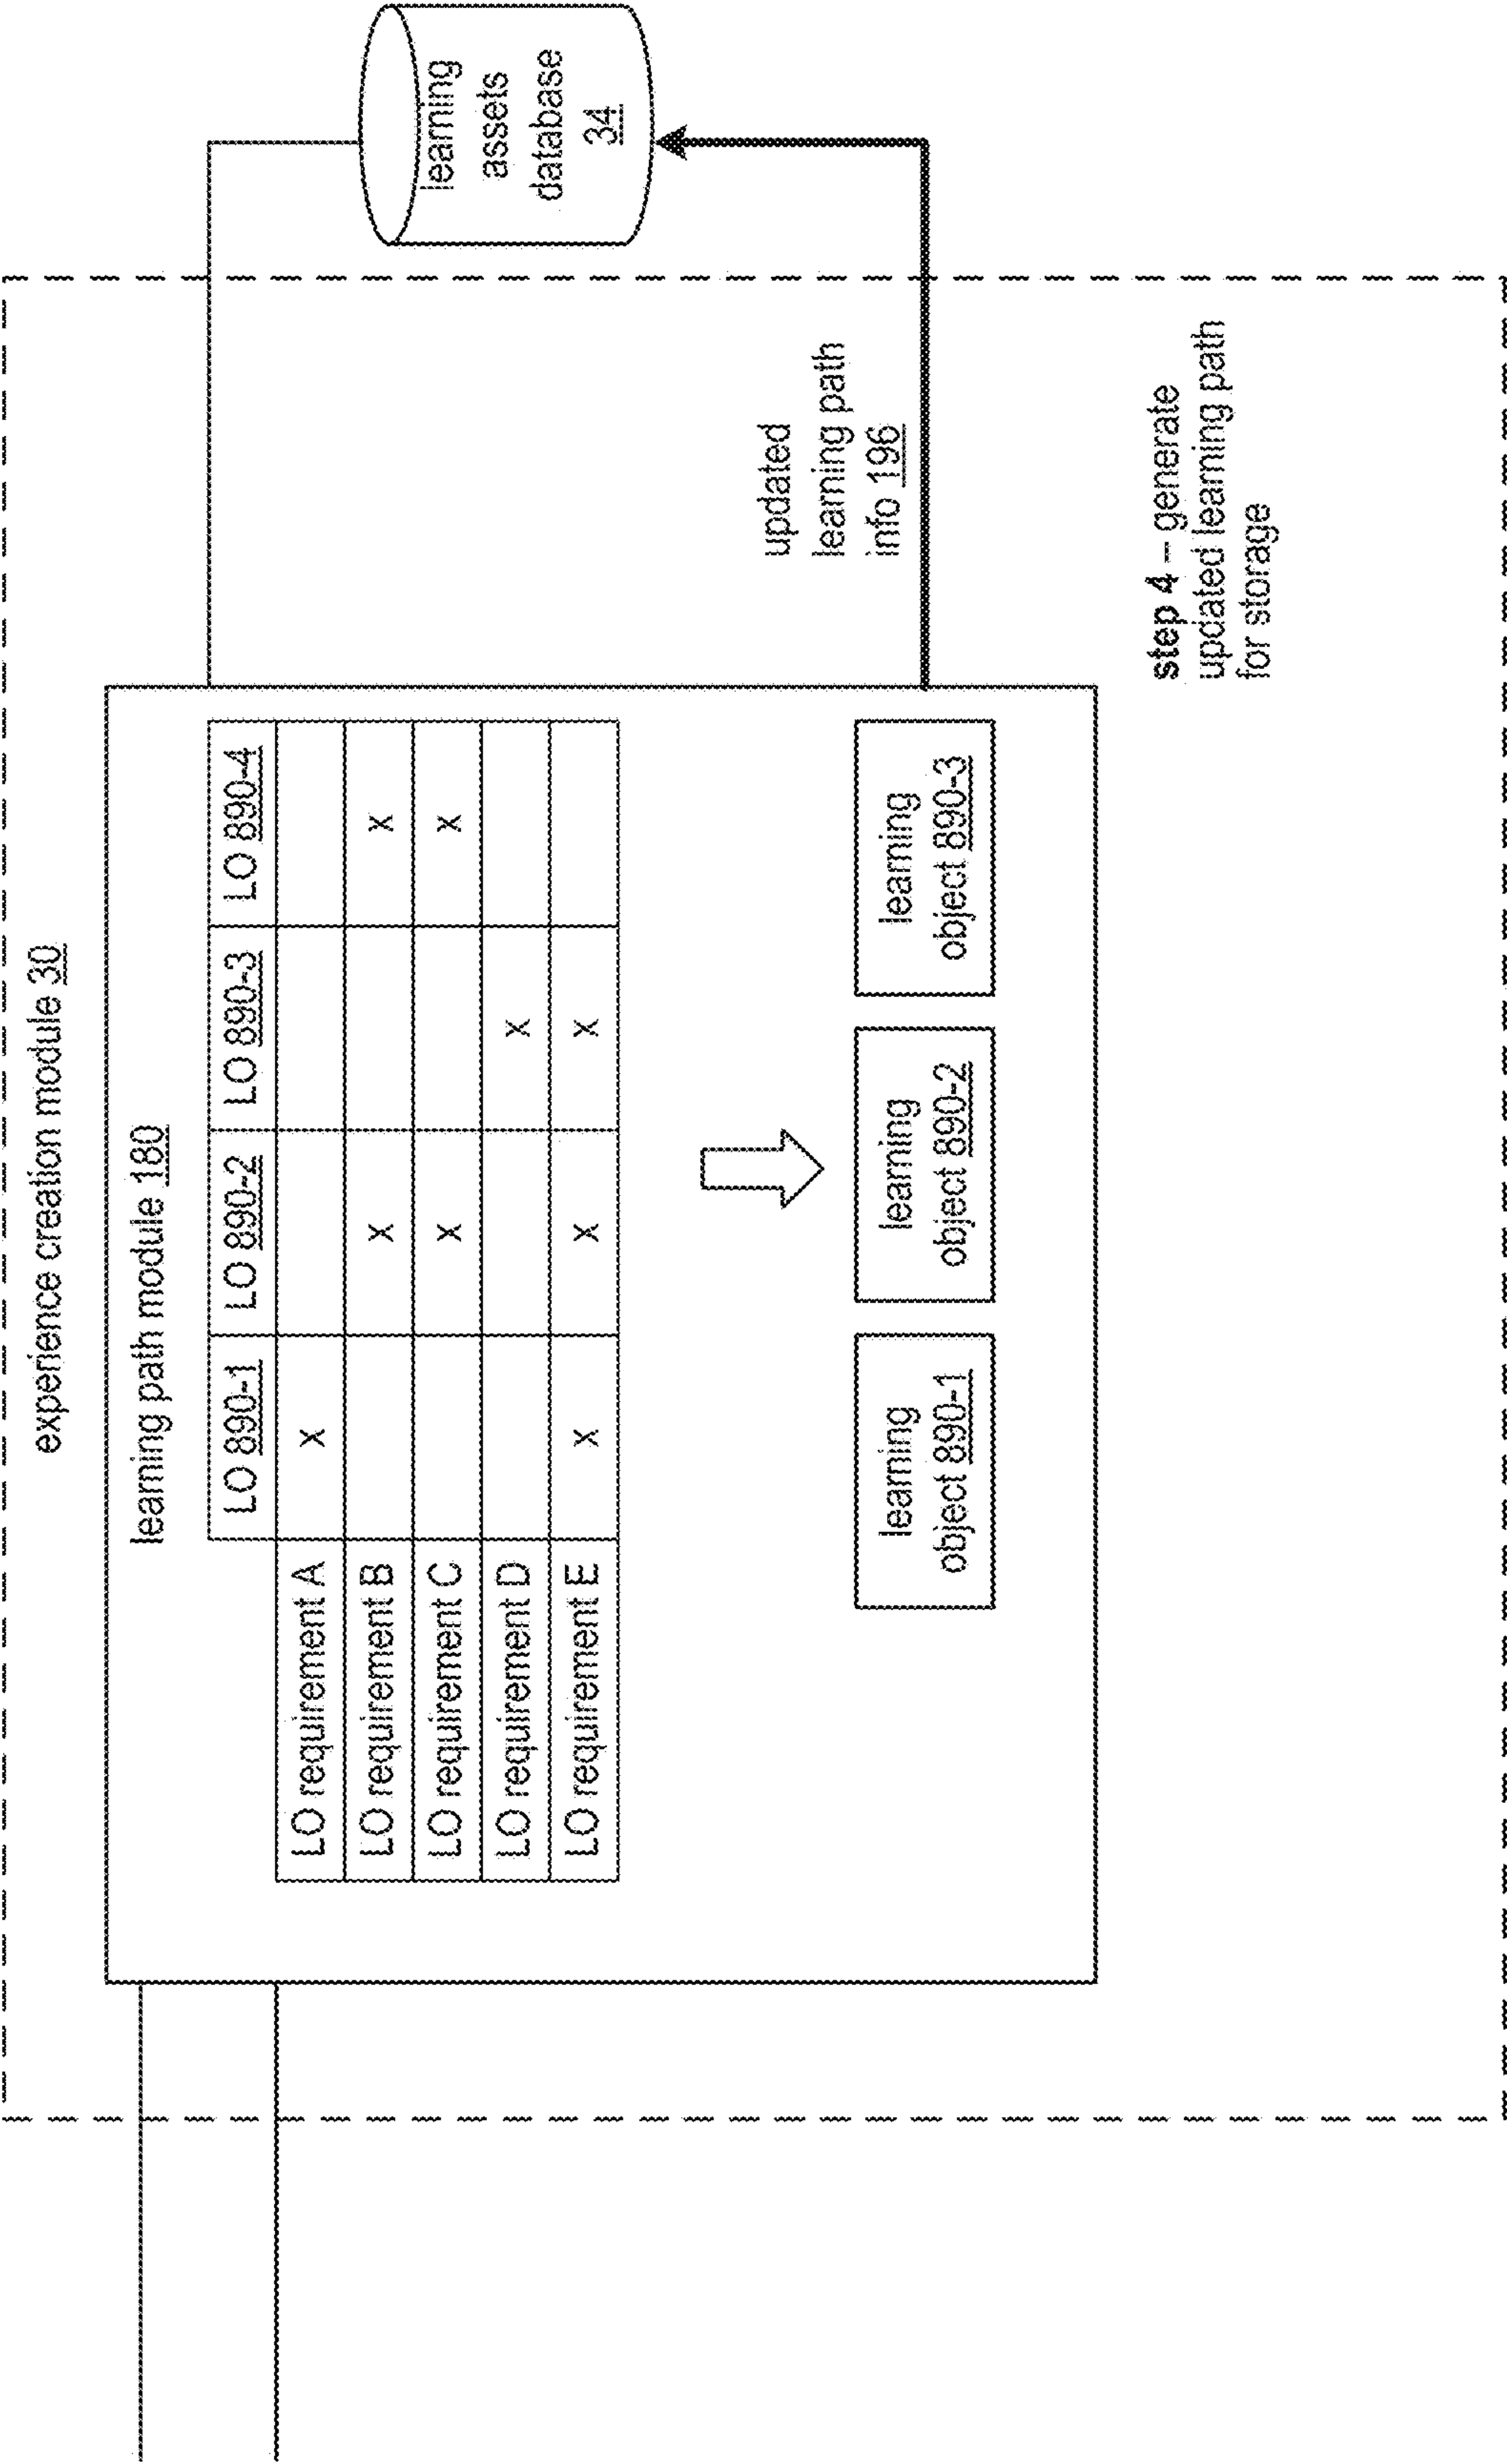 experience creation module 30
learning path module 180
LO 890-1 LO 890-2 LO 890-3 LO 890-4
LO requirement A X
LO requirement B X X
LO requirement C X X
LO requirement D X
LO requirement E X X X
learning
object 890-1
learning
object 890-2
learning
object 890-3
learning
assets
database
34
updated
learning path
info 196
step 4 – generate
updated learning path
for storage